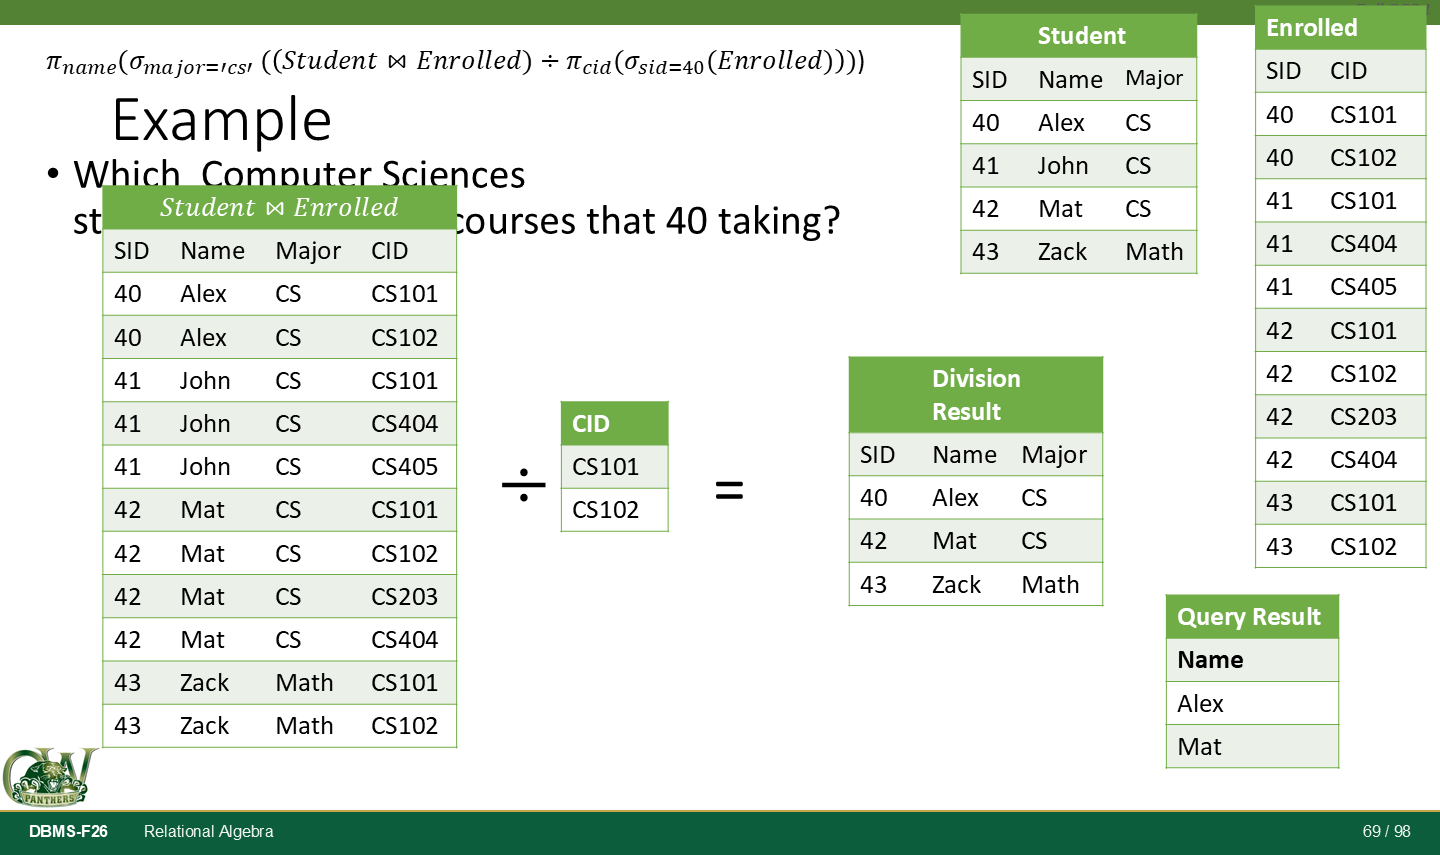 π_name(σ_major='cs' ((Student ⋈ Enrolled) ÷ π_cid(σ_sid=40(Enrolled))))
Example
• Which Computer Sciences
courses that 40 taking?
Student ⋈ Enrolled
SID Name Major CID
40 Alex CS CS101
40 Alex CS CS102
41 John CS CS101
41 John CS CS404
41 John CS CS405
42 Mat CS CS101
42 Mat CS CS102
42 Mat CS CS203
42 Mat CS CS404
43 Zack Math CS101
43 Zack Math CS102
÷
CID
CS101
CS102
=
Division
Result
SID Name Major
40 Alex CS
42 Mat CS
43 Zack Math
Student
SID Name Major
40 Alex CS
41 John CS
42 Mat CS
43 Zack Math
Enrolled
SID CID
40 CS101
40 CS102
41 CS101
41 CS404
41 CS405
42 CS101
42 CS102
42 CS203
42 CS404
43 CS101
43 CS102
Query Result
Name
Alex
Mat
PANTHERS
DBMS-F26 Relational Algebra 69 / 98